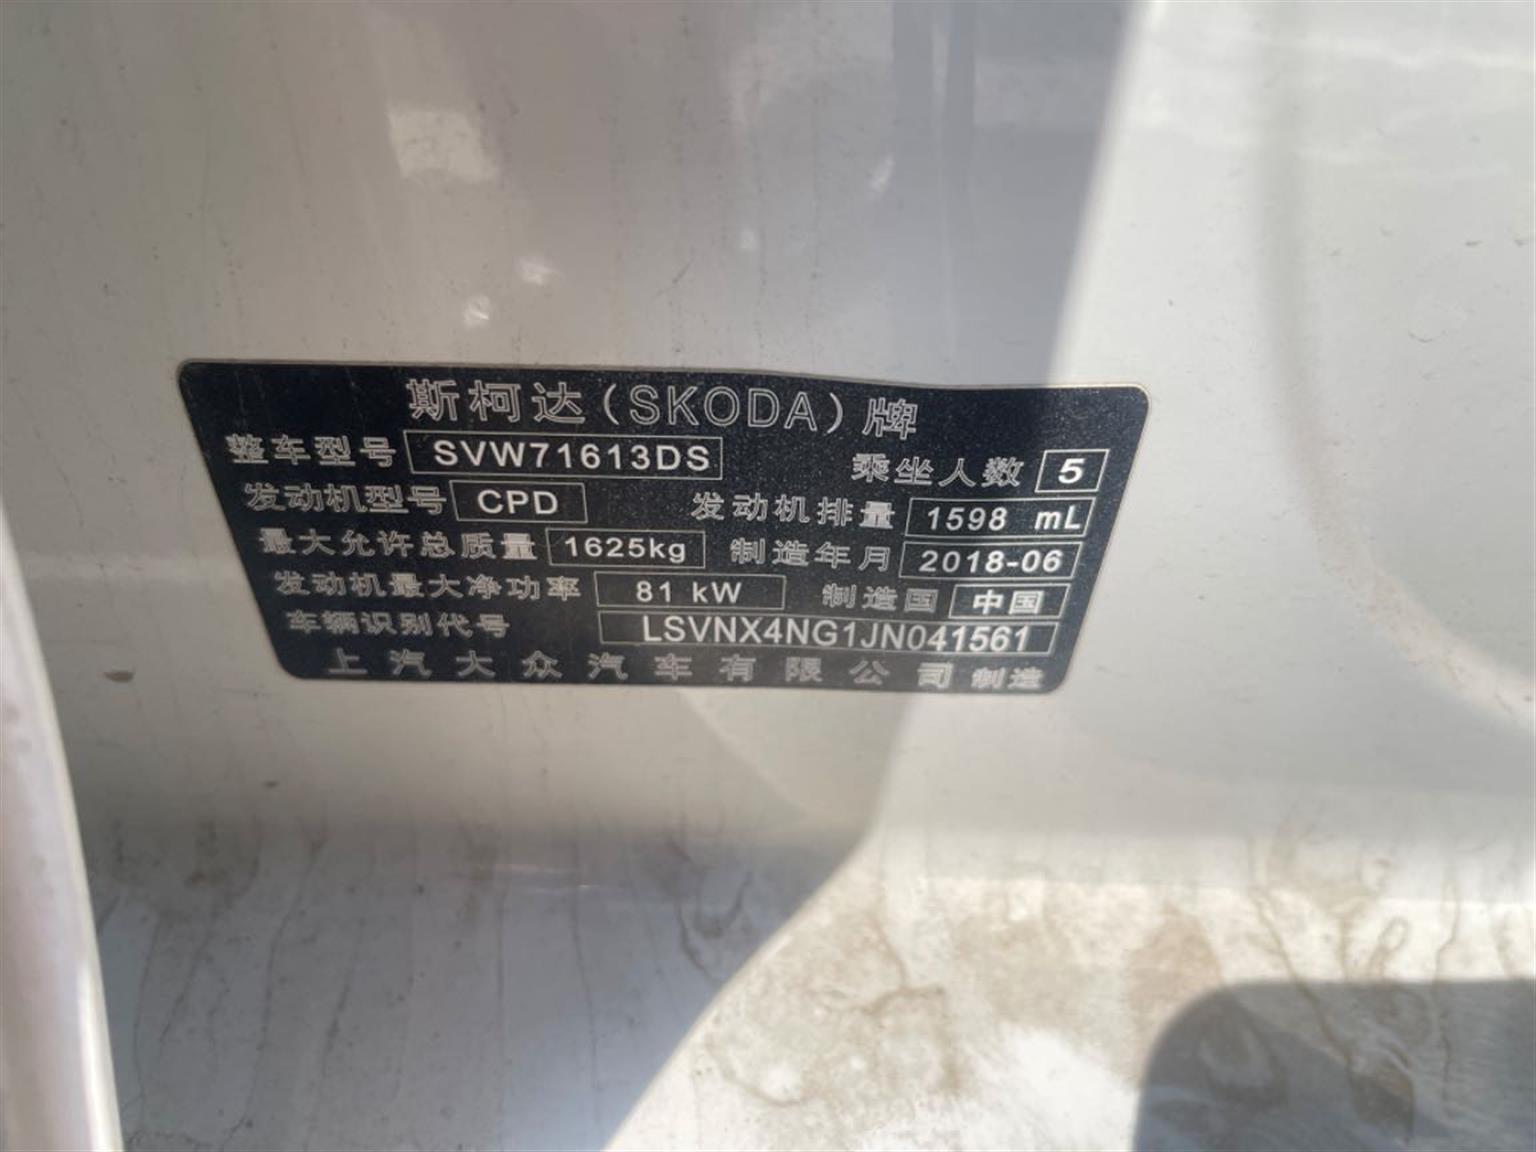 斯柯达(SKODA)牌
整车型号 SVW71613DS 乘坐人数 5
发动机型号 CPD 发动机排量 1598 mL
最大允许总质量 1625kg 制造年月 2018-06
发动机最大净功率 81 kW 制造国 中国
车辆识别代号 LSVNX4NG1JN041561
上汽大众汽车有限公司制造